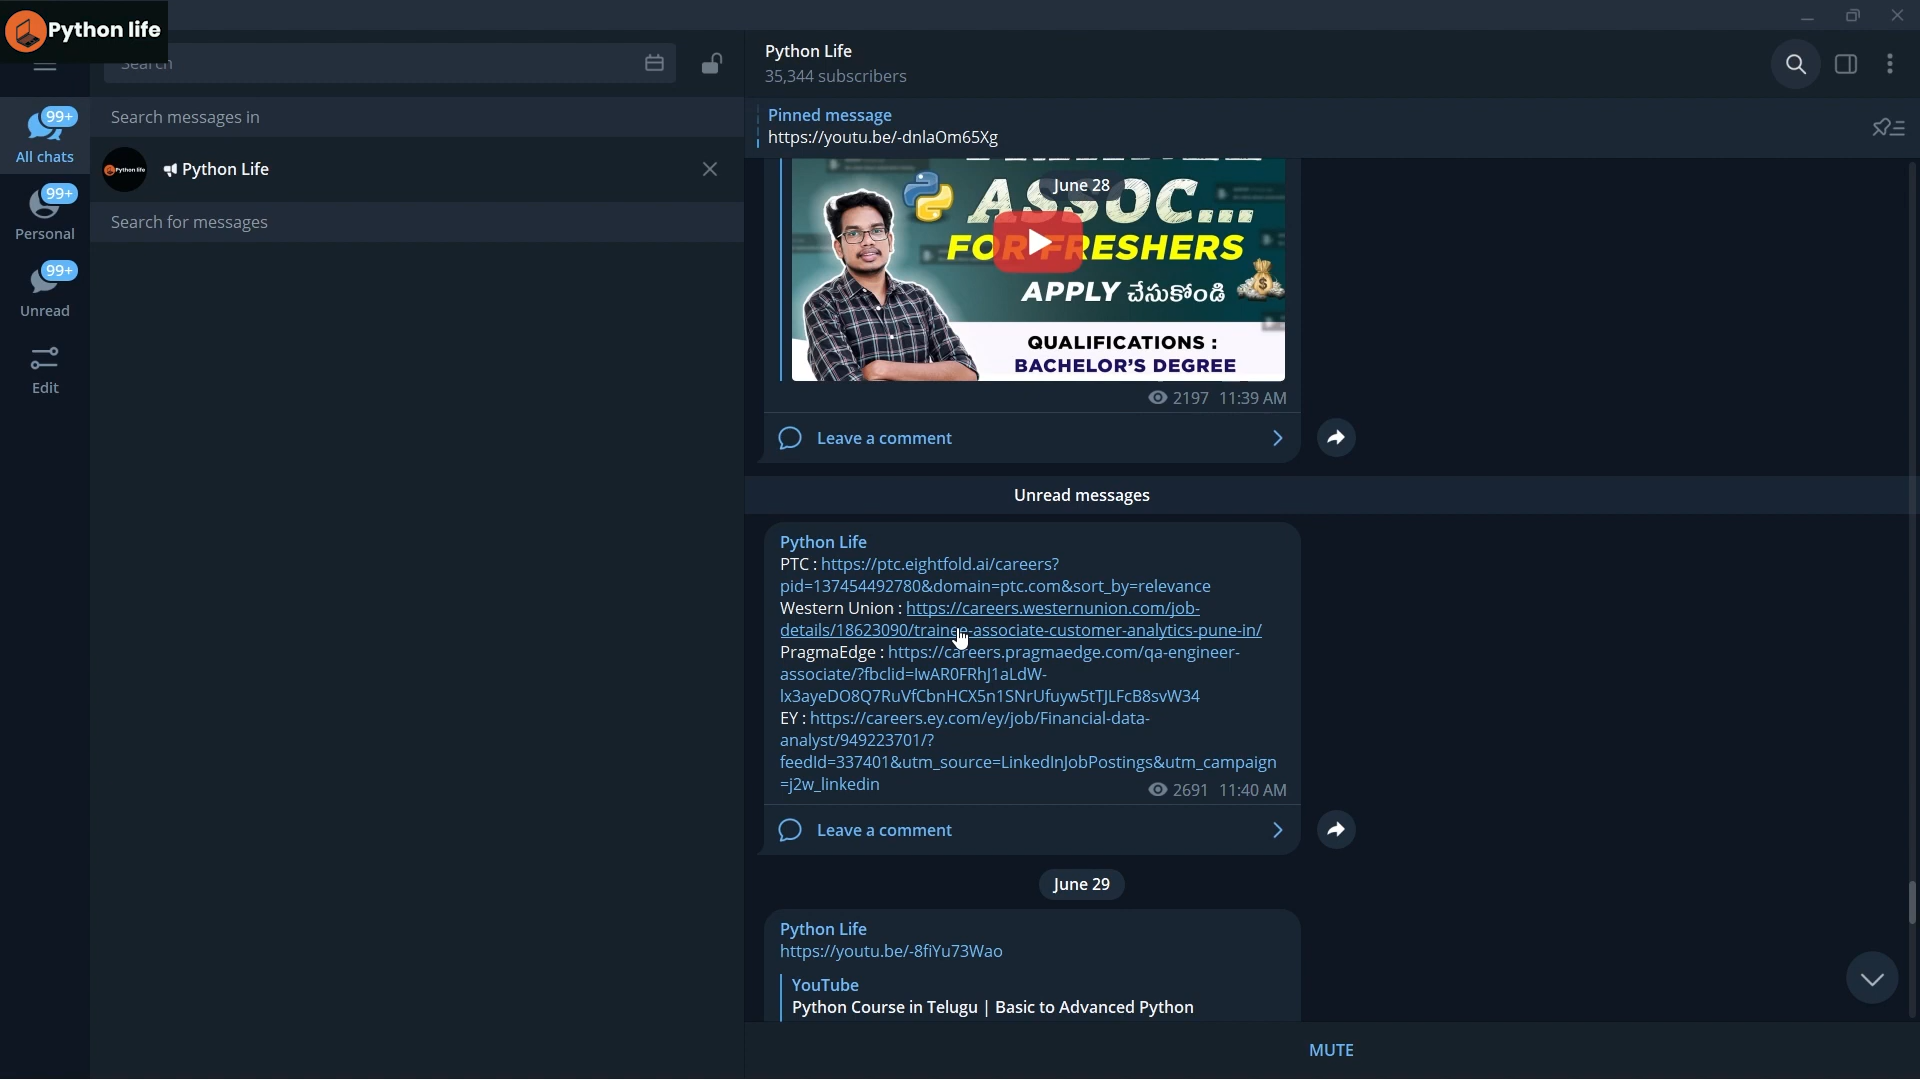 Python life
Search
Search messages in
Python Life
Search for messages
99+
All chats
99+
Personal
99+
Unread
Edit
Python Life
35,344 subscribers
Pinned message
https://youtu.be/-dnlaOm65Xg
June 28
ASSOC...
FOR FRESHERS
APPLY చేసుకోండి
QUALIFICATIONS :
BACHELOR'S DEGREE
2197 11:39 AM
Leave a comment
Unread messages
Python Life
PTC : https://ptc.eightfold.ai/careers?
pid=137454492780&domain=ptc.com&sort_by=relevance
Western Union : https://careers.westernunion.com/job-
details/18623090/trainee-associate-customer-analytics-pune-in/
PragmaEdge : https://careers.pragmaedge.com/qa-engineer-
associate/?fbclid=IwAR0FRhJ1aLdW-
lx3ayeDO8Q7RuVfCbnHCX5n1SNrUfuyw5tTJLFcB8svW34
EY : https://careers.ey.com/ey/job/Financial-data-
analyst/949223701/?
feedId=337401&utm_source=LinkedInJobPostings&utm_campaign
=j2w_linkedin
2691 11:40 AM
Leave a comment
June 29
Python Life
https://youtu.be/-8fiYu73Wao
YouTube
Python Course in Telugu | Basic to Advanced Python
MUTE